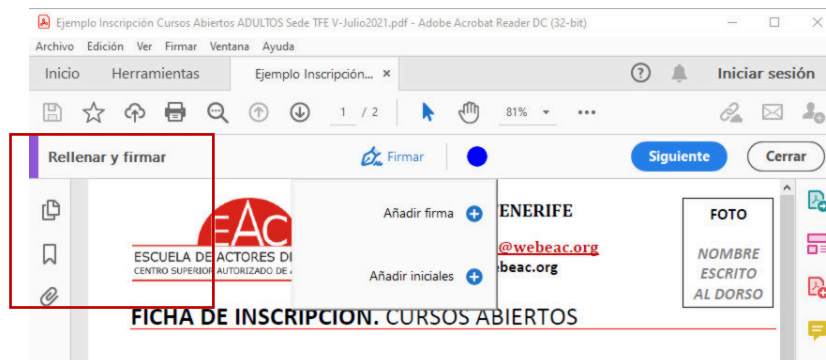 Ejemplo Inscripción Cursos Abiertos ADULTOS Sede TFE V-Julio2021.pdf - Adobe Acrobat Reader DC (32-bit)
Archivo Edición Ver Firmar Ventana Ayuda
Inicio Herramientas Ejemplo Inscripción... × Iniciar sesión
1 / 2 81%
Rellenar y firmar Firmar Siguiente Cerrar
Añadir firma
Añadir iniciales
EAC
ESCUELA DE ACTORES D
CENTRO SUPERIOR AUTORIZADO DE
ENERIFE
@webeac.org
beac.org
FOTO
NOMBRE
ESCRITO
AL DORSO
FICHA DE INSCRIPCIÓN. CURSOS ABIERTOS